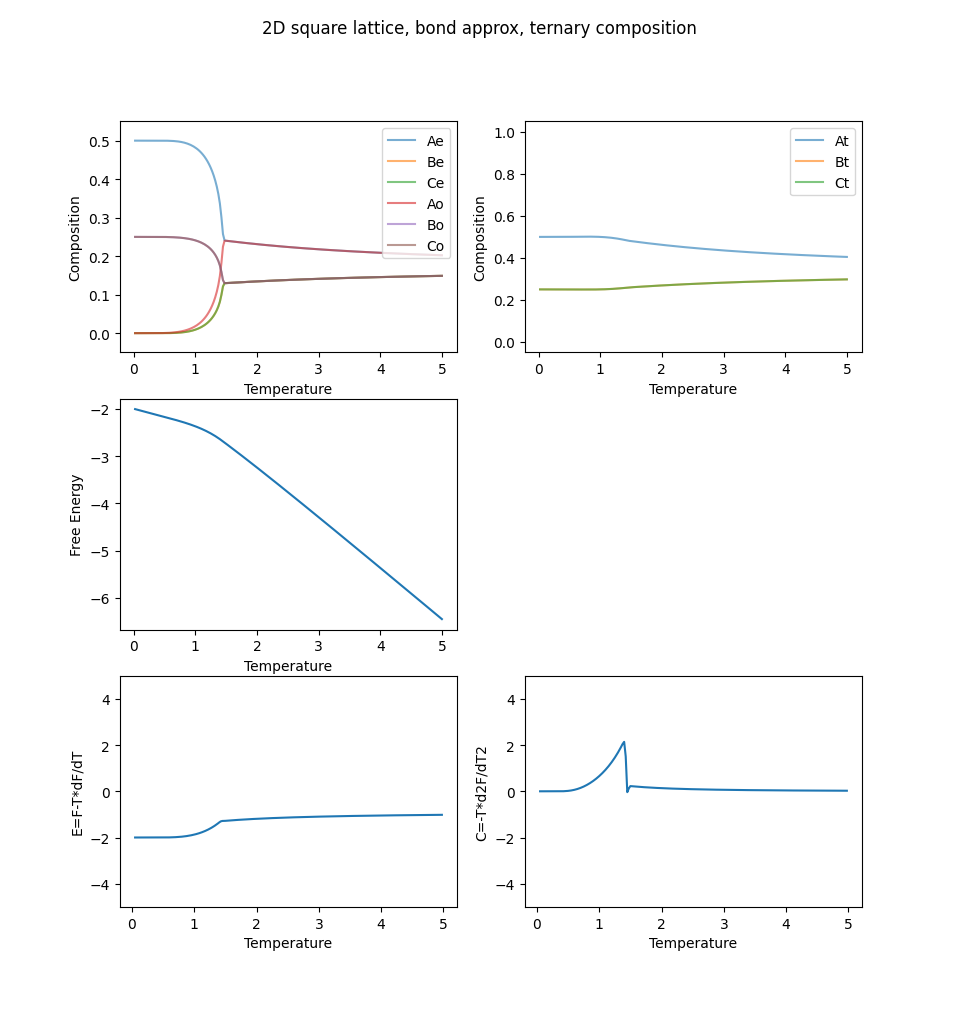 2D square lattice, bond approx, ternary composition
Composition
0.5
0.4
0.3
0.2
0.1
0.0
Ae
Be
Ce
Ao
Bo
Co
0 1 2 3 4 5
Temperature
Composition
1.0
0.8
0.6
0.4
0.2
0.0
At
Bt
Ct
0 1 2 3 4 5
Temperature
Free Energy
−2
−3
−4
−5
−6
0 1 2 3 4 5
Temperature
E=F-T*dF/dT
4
2
0
−2
−4
0 1 2 3 4 5
Temperature
C=-T*d2F/dT2
4
2
0
−2
−4
0 1 2 3 4 5
Temperature